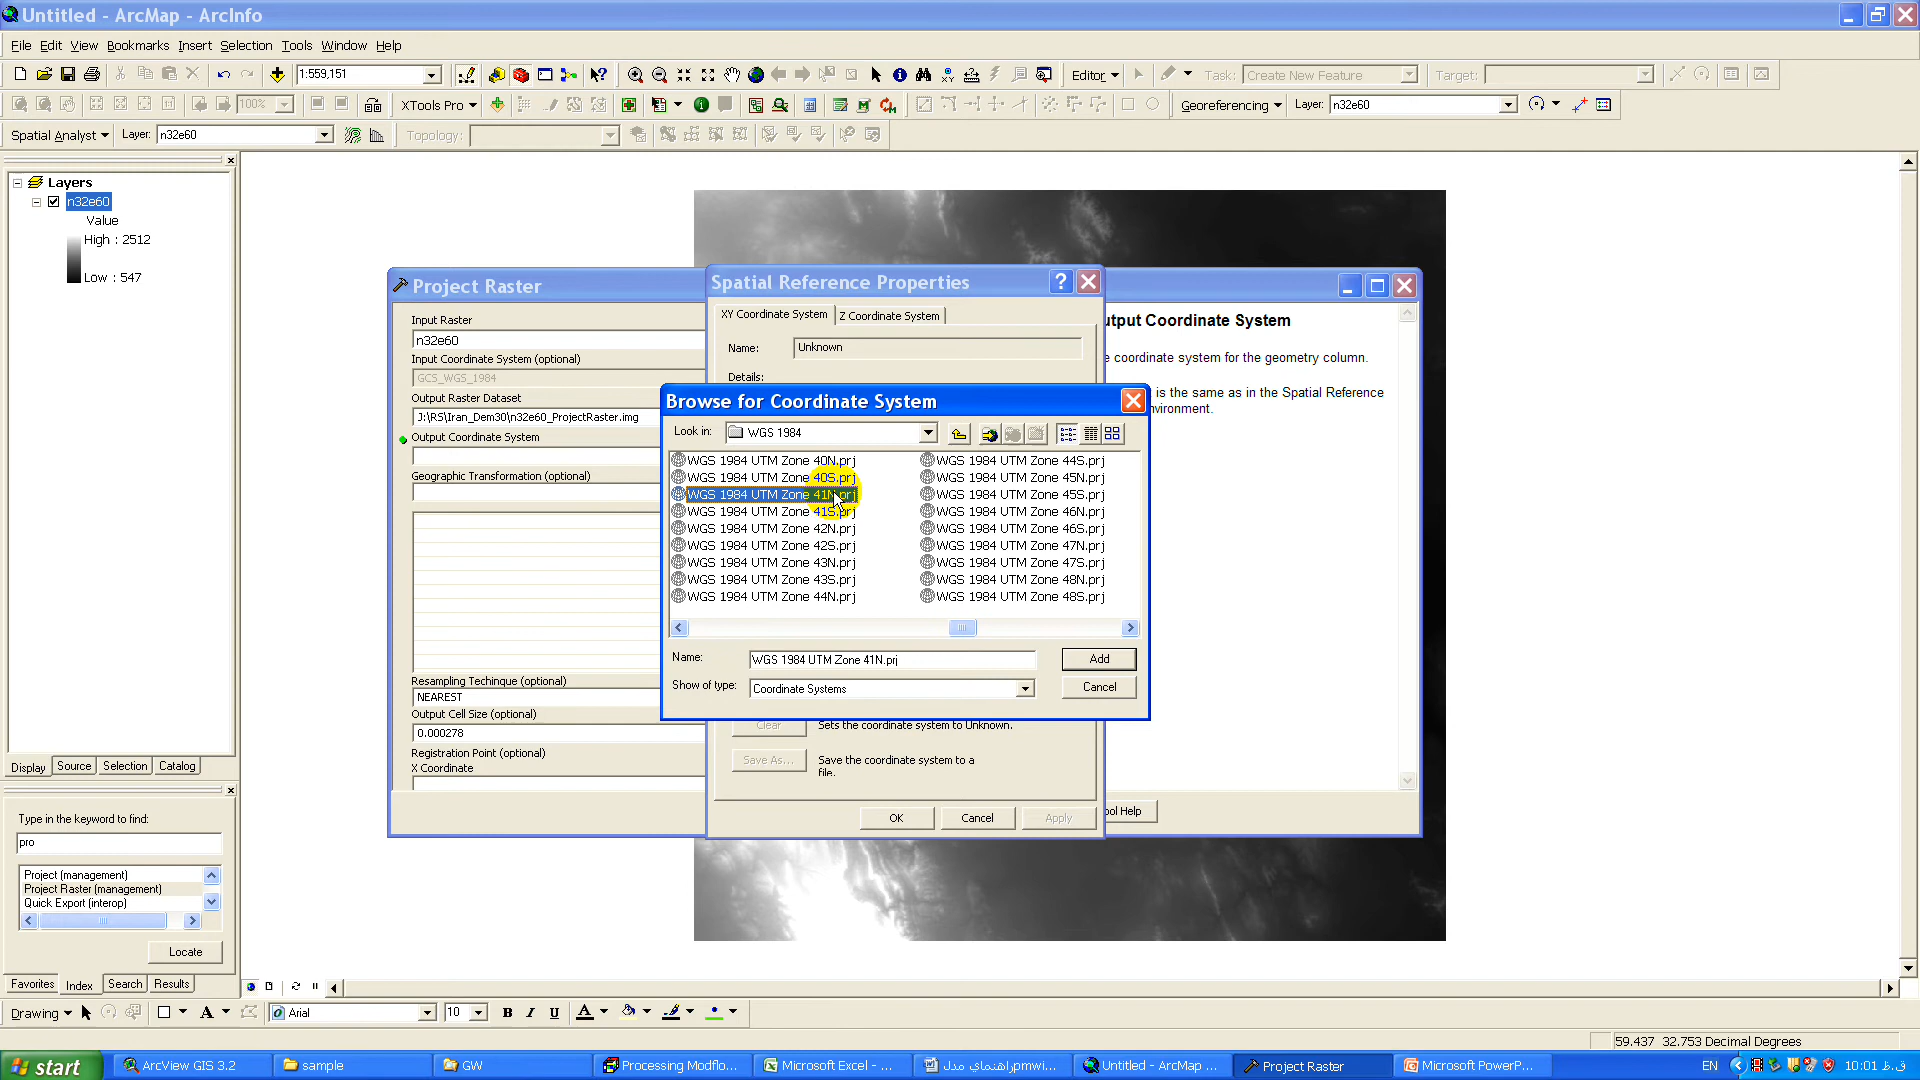 Untitled - ArcMap - ArcInfo
File Edit View Bookmarks Insert Selection Tools Window Help
1:559,151
Editor
Task: Create New Feature
Target:
100%
XTools Pro
Georeferencing
Layer: n32e60
Spatial Analyst
Layer: n32e60
Topology:
Layers
n32e60
Value
High : 2512
Low : 547
Display Source Selection Catalog
Type in the keyword to find:
pro
Project (management)
Project Raster (management)
Quick Export (interop)
Locate
Favorites Index Search Results
Project Raster
Input Raster
n32e60
Input Coordinate System (optional)
GCS_WGS_1984
Output Raster Dataset
J:\RS\Iran_Dem30\n32e60_ProjectRaster.img
Output Coordinate System
Geographic Transformation (optional)
Resampling Techinque (optional)
NEAREST
Output Cell Size (optional)
0.000278
Registration Point (optional)
X Coordinate
Spatial Reference Properties
XY Coordinate System
Z Coordinate System
Name: Unknown
Details:
Clear
Sets the coordinate system to Unknown.
Save As...
Save the coordinate system to a
file.
OK Cancel Apply
utput Coordinate System
e coordinate system for the geometry column.
is the same as in the Spatial Reference
nvironment.
ool Help
Browse for Coordinate System
Look in: WGS 1984
WGS 1984 UTM Zone 40N.prj
WGS 1984 UTM Zone 40S.prj
WGS 1984 UTM Zone 41N.prj
WGS 1984 UTM Zone 41S.prj
WGS 1984 UTM Zone 42N.prj
WGS 1984 UTM Zone 42S.prj
WGS 1984 UTM Zone 43N.prj
WGS 1984 UTM Zone 43S.prj
WGS 1984 UTM Zone 44N.prj
WGS 1984 UTM Zone 44S.prj
WGS 1984 UTM Zone 45N.prj
WGS 1984 UTM Zone 45S.prj
WGS 1984 UTM Zone 46N.prj
WGS 1984 UTM Zone 46S.prj
WGS 1984 UTM Zone 47N.prj
WGS 1984 UTM Zone 47S.prj
WGS 1984 UTM Zone 48N.prj
WGS 1984 UTM Zone 48S.prj
Name: WGS 1984 UTM Zone 41N.prj
Add
Show of type: Coordinate Systems
Cancel
Drawing
A
Arial
10
B I U A
59.437 32.753 Decimal Degrees
start
ArcView GIS 3.2
sample
GW
Processing Modflo...
Microsoft Excel - ...
راهنماي مدلpmwi...
Untitled - ArcMap ...
Project Raster
Microsoft PowerP...
EN
10:01 ق.ظ